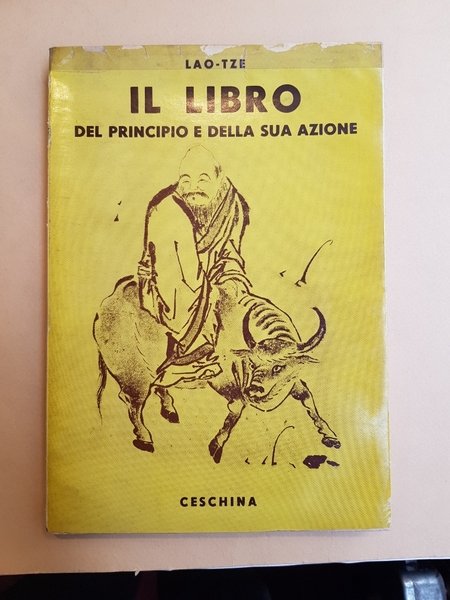 LAO-TZE
IL LIBRO
DEL PRINCIPIO E DELLA SUA AZIONE
CESCHINA